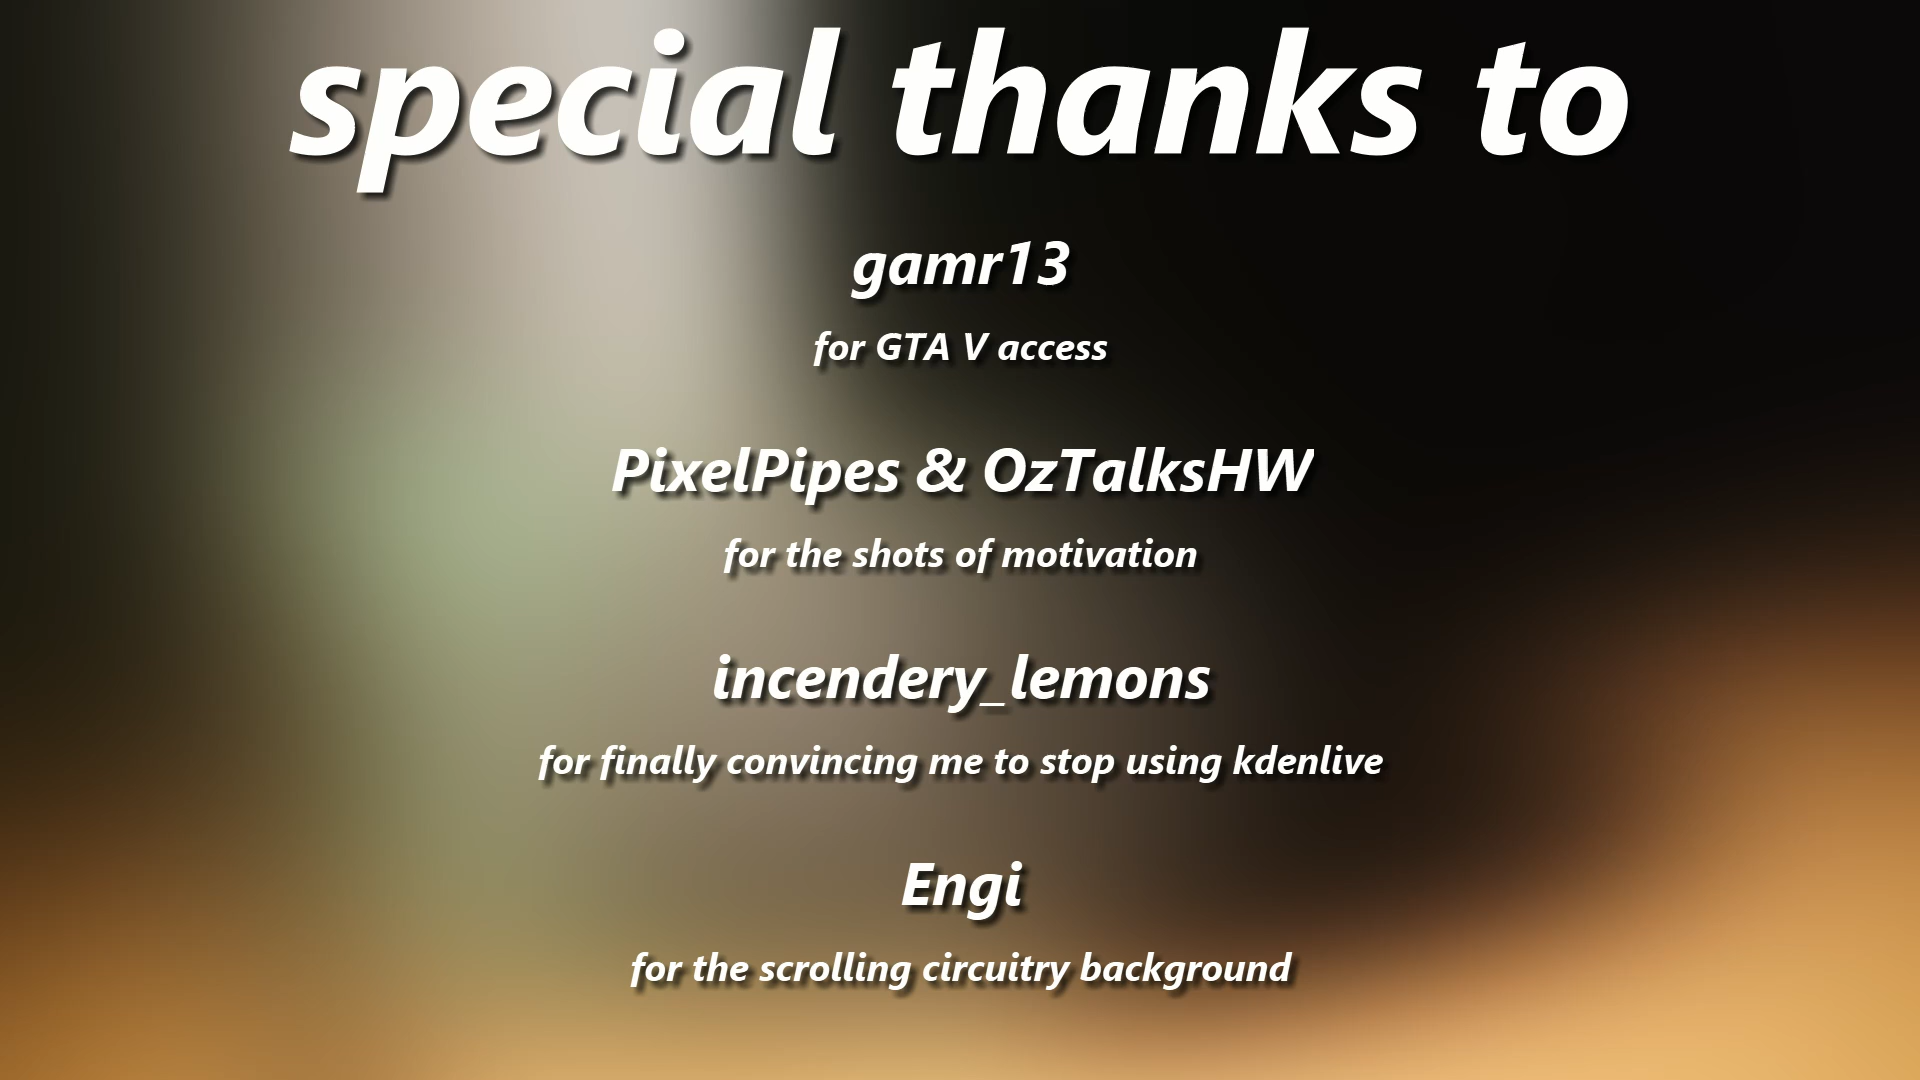 special thanks to
gamr13
for GTA V access
PixelPipes & OzTalksHW
for the shots of motivation
incendery_lemons
for finally convincing me to stop using kdenlive
Engi
for the scrolling circuitry background